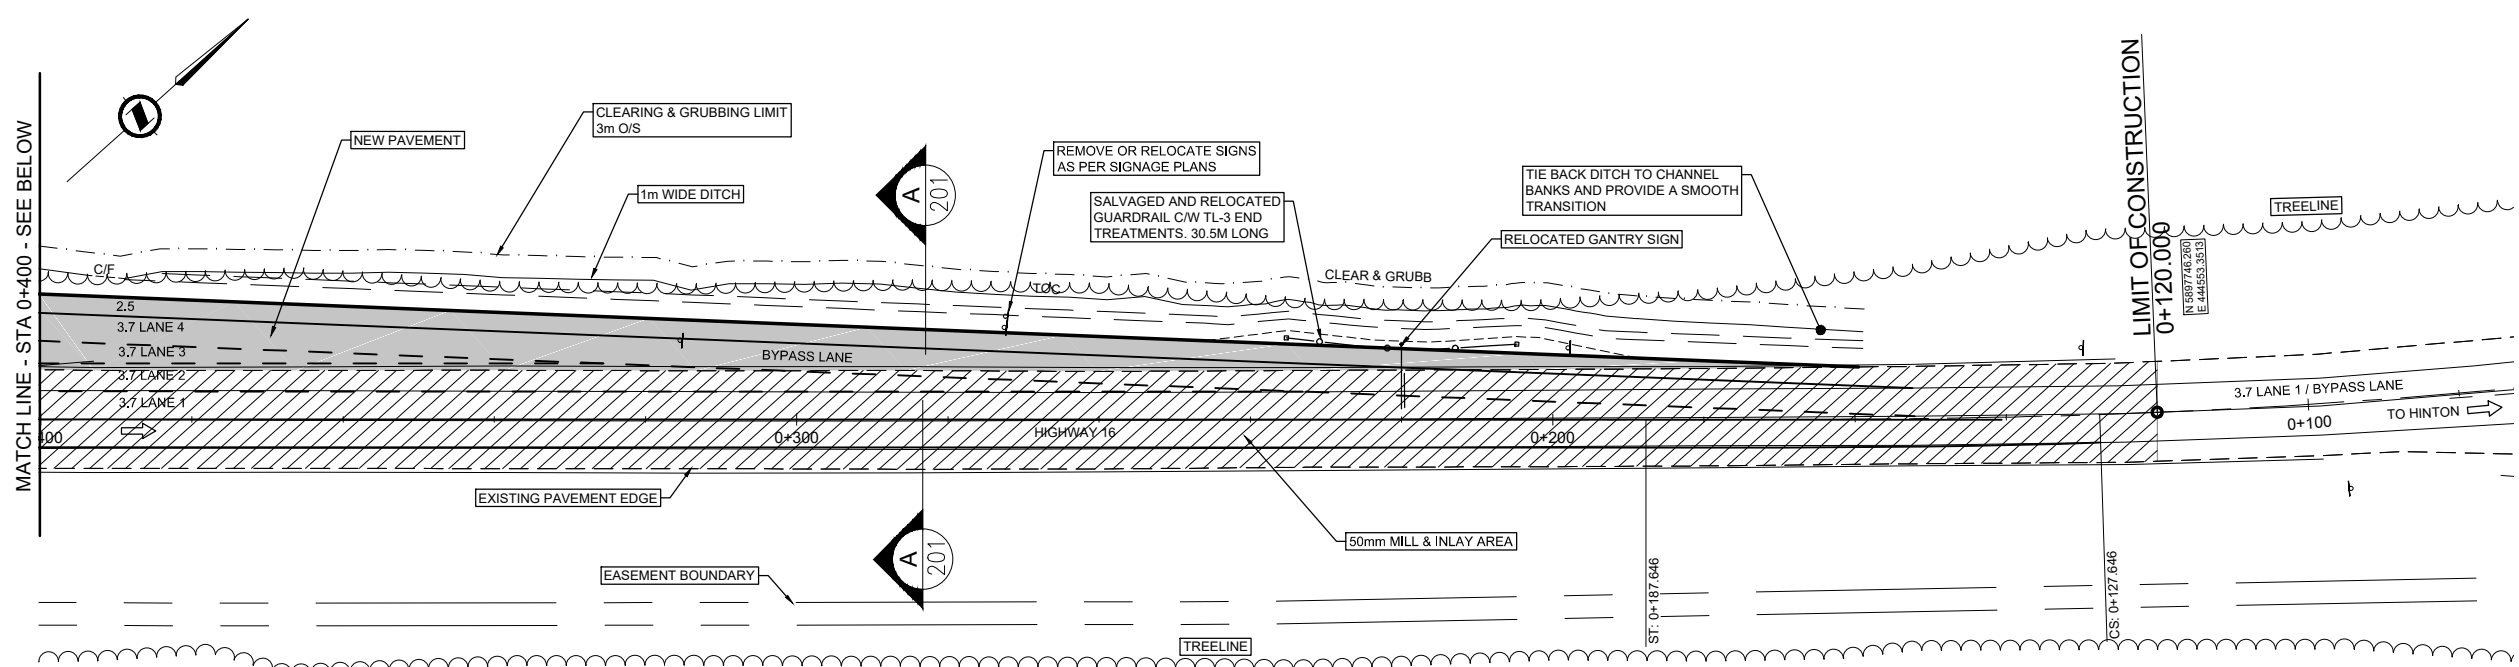 MATCH LINE - STA 0+400 - SEE BELOW
NEW PAVEMENT
CLEARING & GRUBBING LIMIT
3m O/S
1m WIDE DITCH
A
201
REMOVE OR RELOCATE SIGNS
AS PER SIGNAGE PLANS
SALVAGED AND RELOCATED
GUARDRAIL C/W TL-3 END
TREATMENTS. 30.5M LONG
TIE BACK DITCH TO CHANNEL
BANKS AND PROVIDE A SMOOTH
TRANSITION
RELOCATED GANTRY SIGN
LIMIT OF CONSTRUCTION
0+120.000
N 5897746.260
E 444553.3513
TREELINE
C/F
TOC
CLEAR & GRUBB
2.5
3.7 LANE 4
3.7 LANE 3
3.7 LANE 2
3.7 LANE 1
BYPASS LANE
3.7 LANE 1 / BYPASS LANE
TO HINTON
400
0+300
HIGHWAY 16
0+200
0+100
EXISTING PAVEMENT EDGE
50mm MILL & INLAY AREA
A
201
EASEMENT BOUNDARY
ST: 0+187.646
CS: 0+127.646
TREELINE